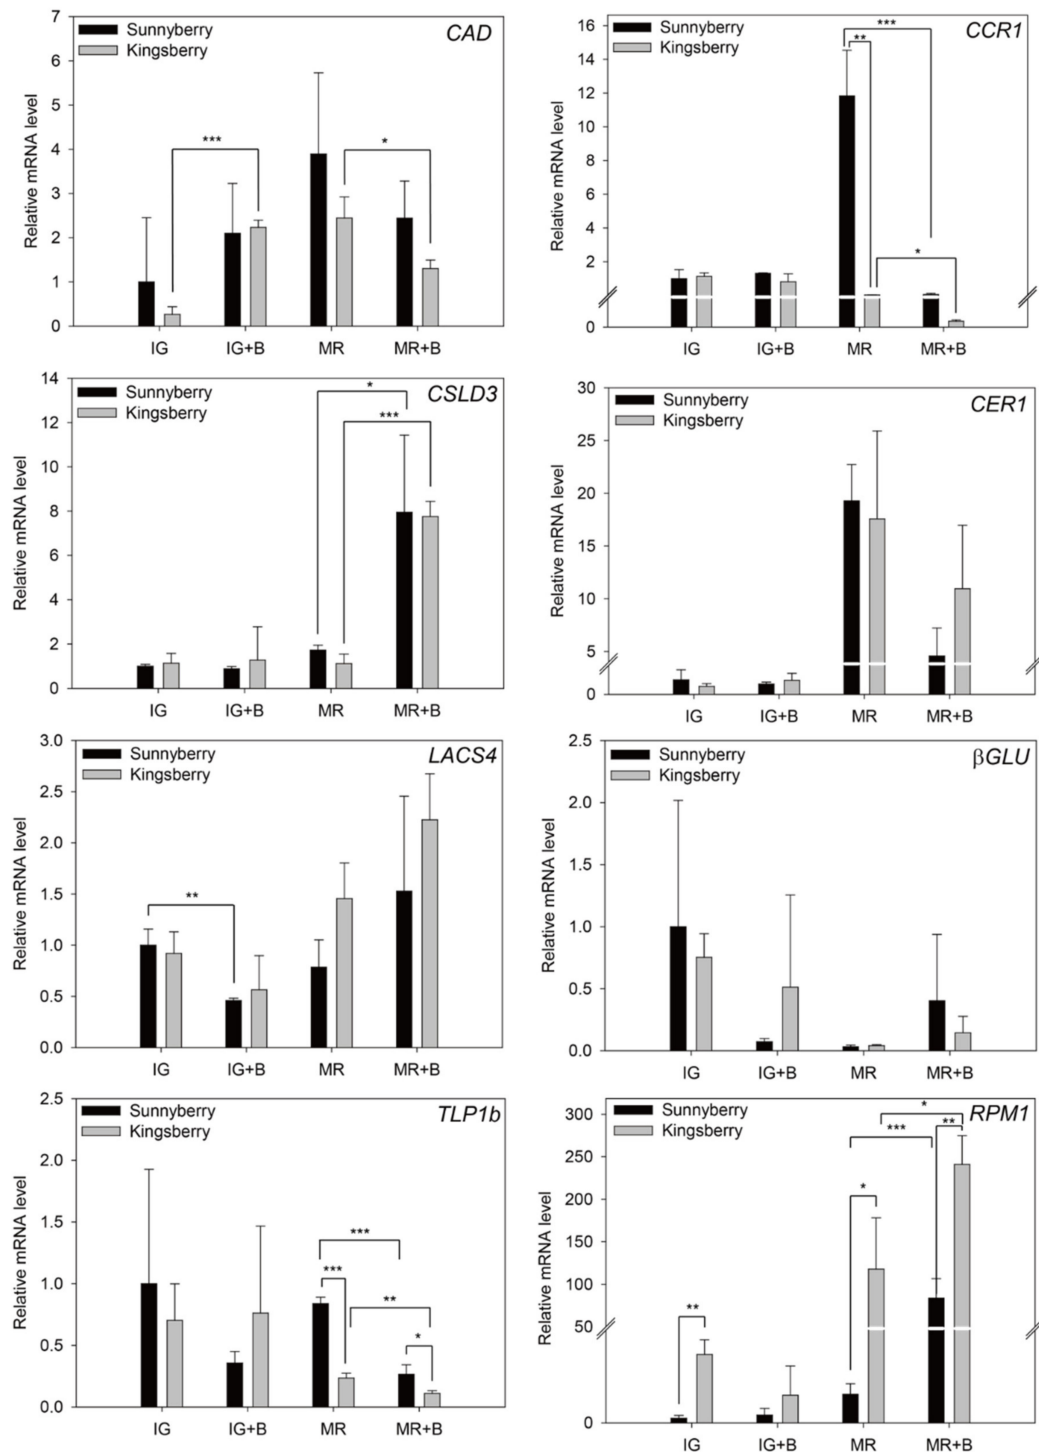 CAD
Sunnyberry
Kingsberry
Relative mRNA level
7
6
5
4
3
2
1
0
***
*
IG IG+B MR MR+B
CCR1
Sunnyberry
Kingsberry
Relative mRNA level
16
14
12
10
8
6
4
2
0
***
**
*
IG IG+B MR MR+B
CSLD3
Sunnyberry
Kingsberry
Relative mRNA level
14
12
10
8
6
4
2
0
*
***
IG IG+B MR MR+B
CER1
Sunnyberry
Kingsberry
Relative mRNA level
30
25
20
15
10
5
0
IG IG+B MR MR+B
LACS4
Sunnyberry
Kingsberry
Relative mRNA level
3.0
2.5
2.0
1.5
1.0
0.5
0.0
**
IG IG+B MR MR+B
βGLU
Sunnyberry
Kingsberry
Relative mRNA level
2.5
2.0
1.5
1.0
0.5
0.0
IG IG+B MR MR+B
TLP1b
Sunnyberry
Kingsberry
Relative mRNA level
2.5
2.0
1.5
1.0
0.5
0.0
***
***
**
*
IG IG+B MR MR+B
RPM1
Sunnyberry
Kingsberry
Relative mRNA level
300
250
200
150
100
50
0
*
***
**
*
**
IG IG+B MR MR+B